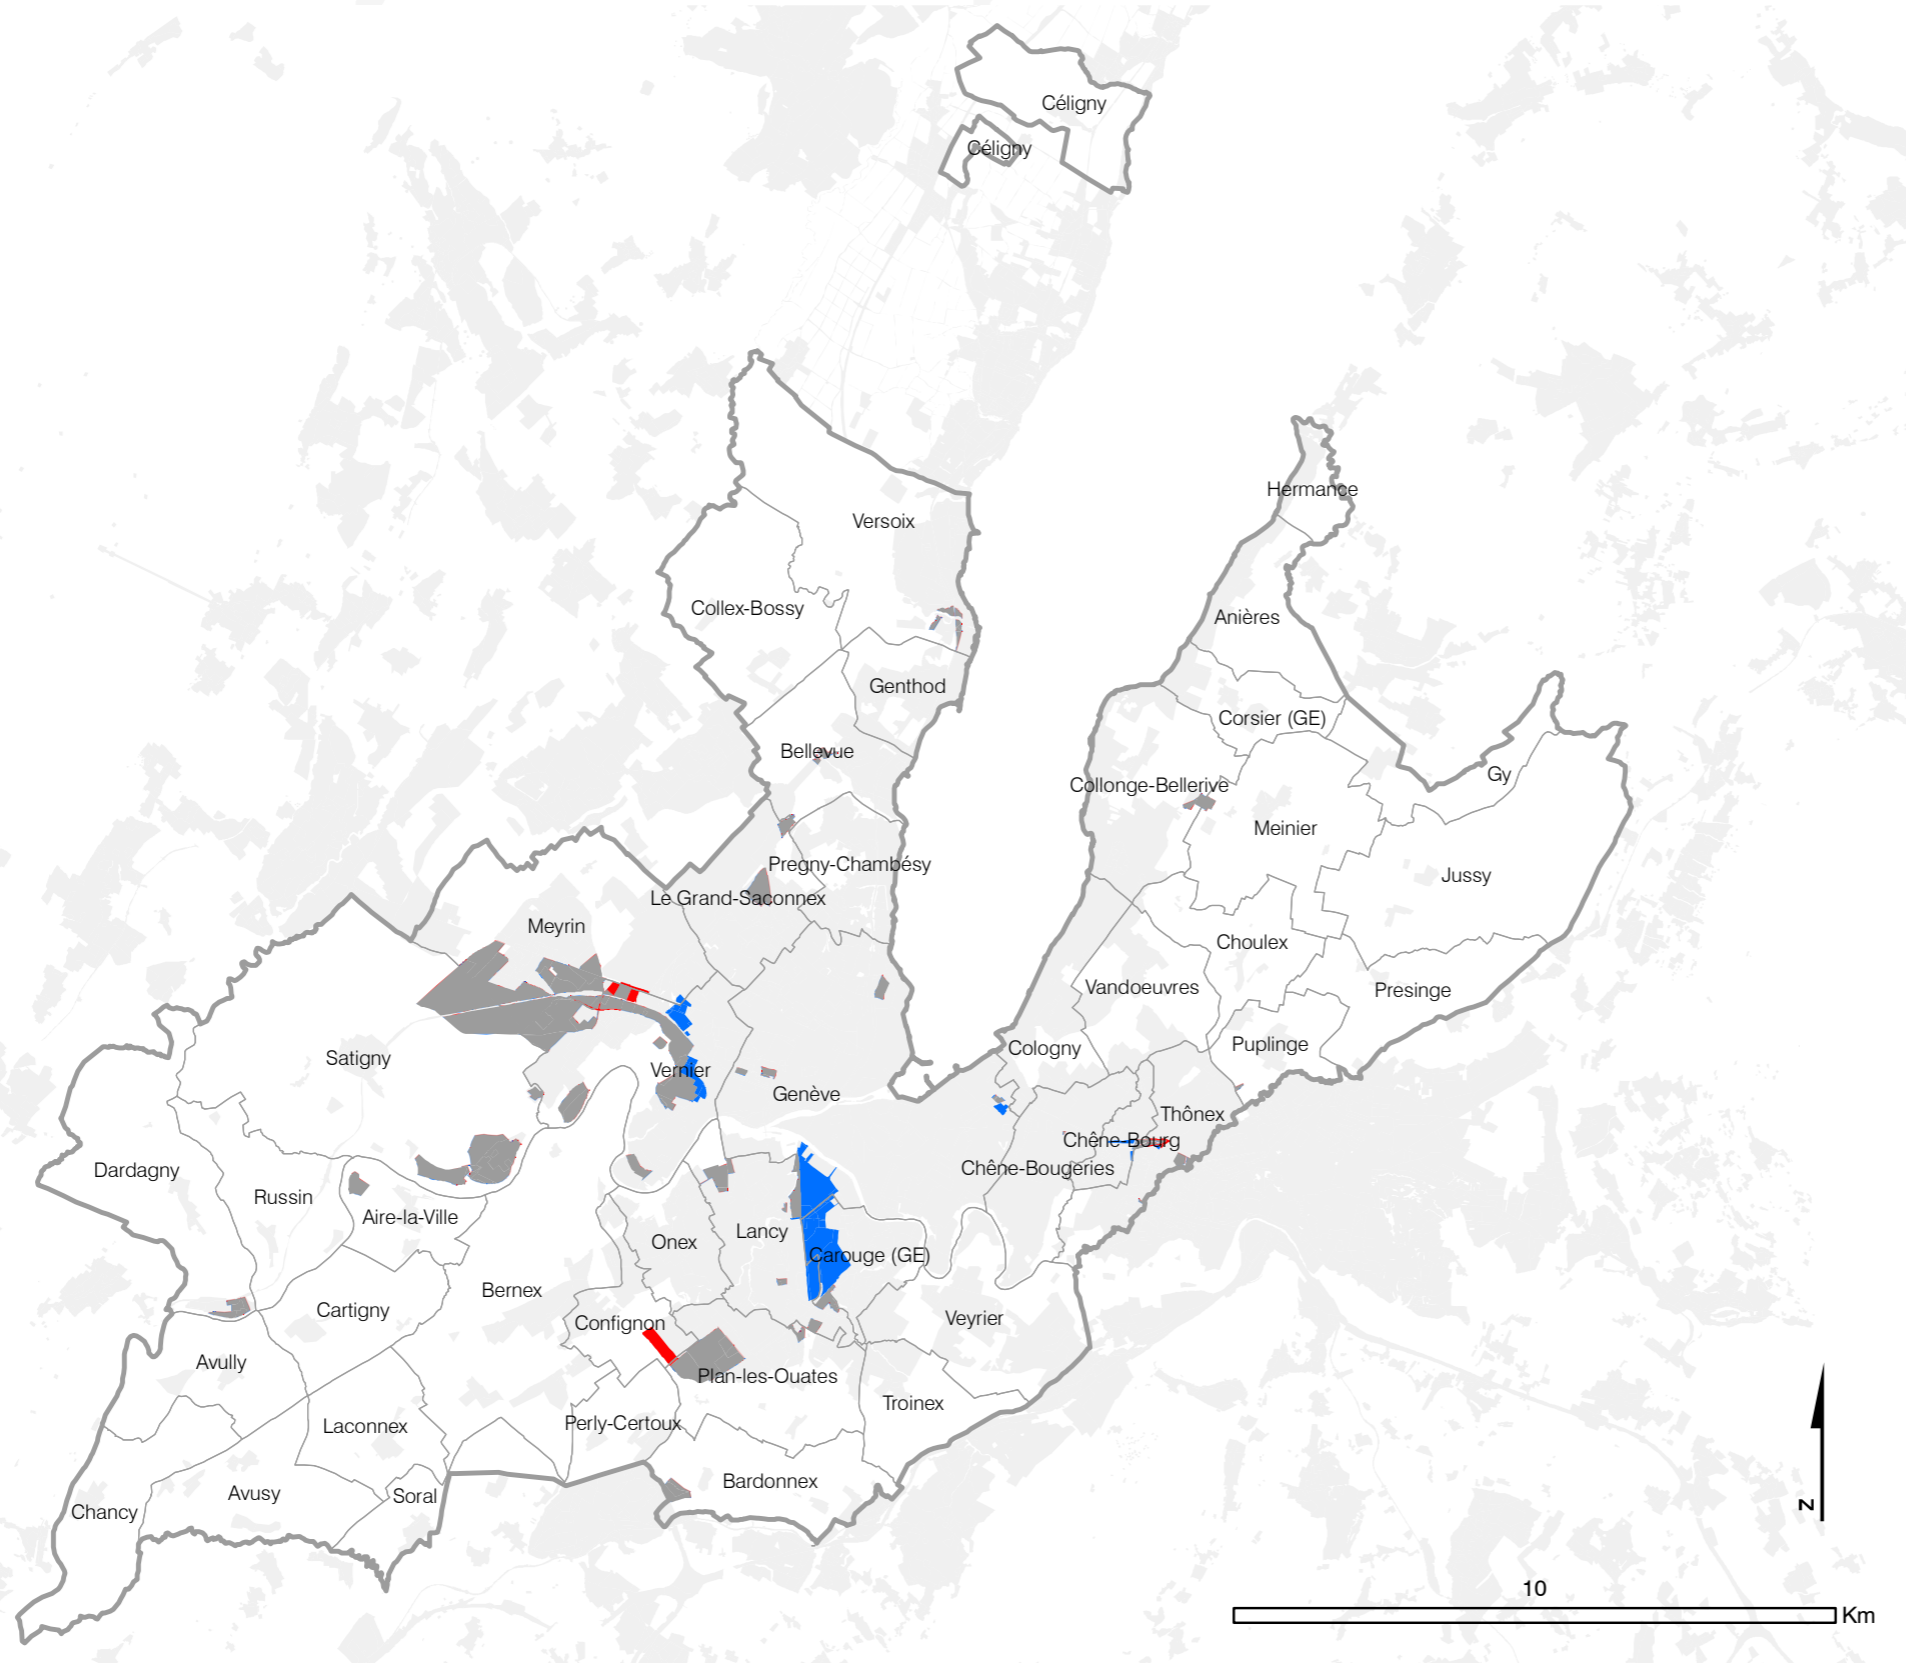 Céligny
Céligny
Hermance
Versoix
Collex-Bossy
Anières
Genthod
Corsier (GE)
Bellevue
Gy
Collonge-Bellerive
Meinier
Pregny-Chambésy
Jussy
Le Grand-Saconnex
Meyrin
Choulex
Vandoeuvres
Presinge
Puplinge
Cologny
Satigny
Vernier
Genève
Thônex
Chêne-Bourg
Chêne-Bougeries
Dardagny
Russin
Aire-la-Ville
Lancy
Onex
Carouge (GE)
Bernex
Cartigny
Confignon
Veyrier
Avully
Plan-les-Ouates
Troinex
Laconnex
Perly-Certoux
Bardonnex
Avusy
Soral
Chancy
N
10
Km